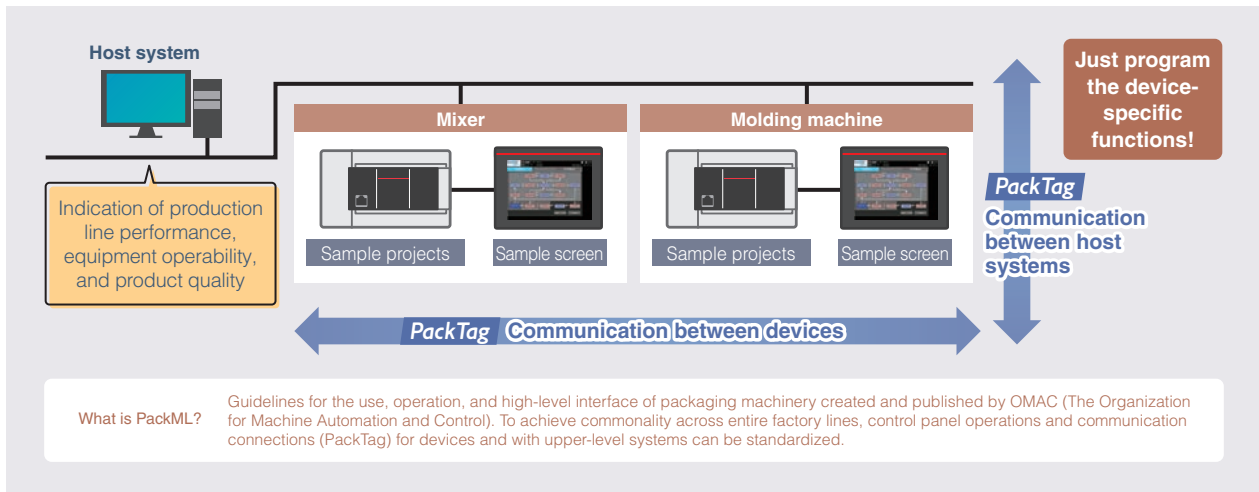 Host system
Indication of production
line performance,
equipment operability,
and product quality
Mixer
Sample projects
Sample screen
Molding machine
Sample projects
Sample screen
Just program
the device-
specific
functions!
PackTag
Communication
between host
systems
PackTag Communication between devices
What is PackML?
Guidelines for the use, operation, and high-level interface of packaging machinery created and published by OMAC (The Organization
for Machine Automation and Control). To achieve commonality across entire factory lines, control panel operations and communication
connections (PackTag) for devices and with upper-level systems can be standardized.